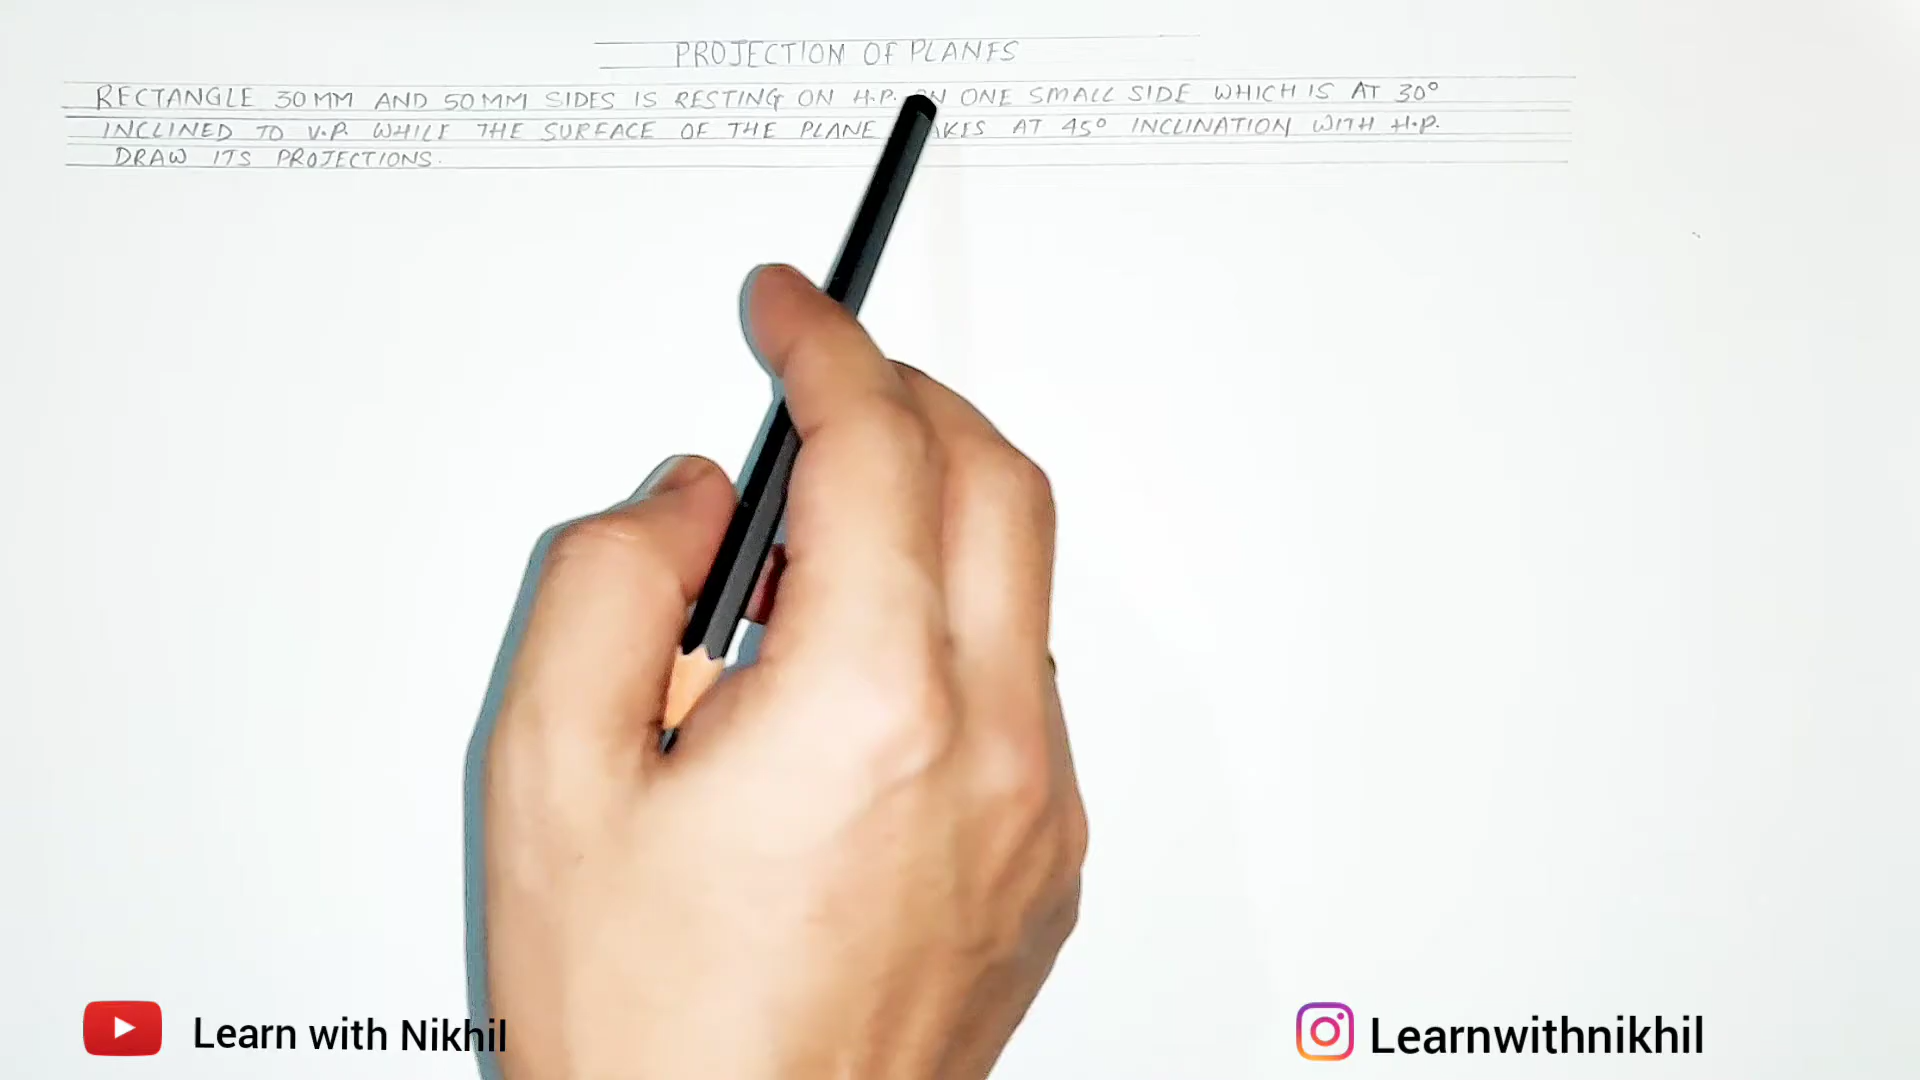 PROJECTION OF PLANES
RECTANGLE 30 MM AND 50 MM SIDES IS RESTING ON H.P. ON ONE SMALL SIDE WHICH IS AT 30°
INCLINED TO V.P. WHILE THE SURFACE OF THE PLANE AT 45° INCLINATION WITH H.P.
DRAW ITS PROJECTIONS.
Learn with Nikhil
Learnwithnikhil